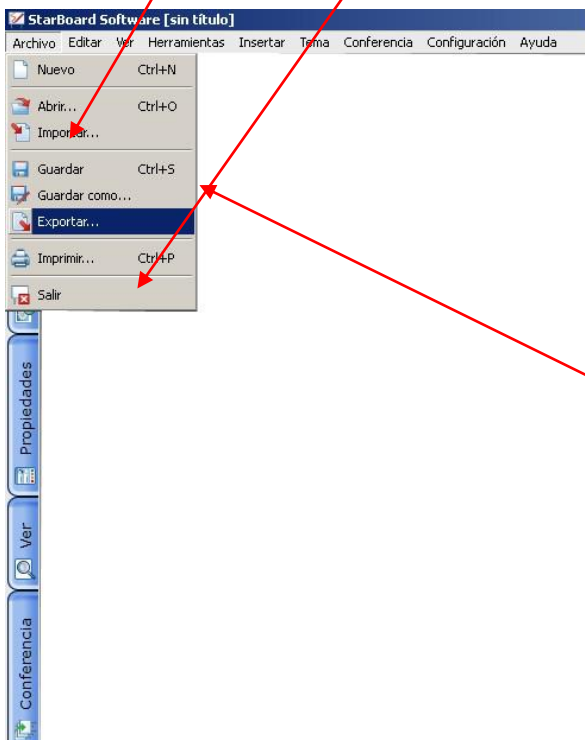 StarBoard Software [sin título]
Archivo Editar Ver Herramientas Insertar Tema Conferencia Configuración Ayuda
Nuevo Ctrl+N
Abrir... Ctrl+O
Importar...
Guardar Ctrl+S
Guardar como...
Exportar...
Imprimir... Ctrl+P
Salir
Propiedades
Ver
Conferencia